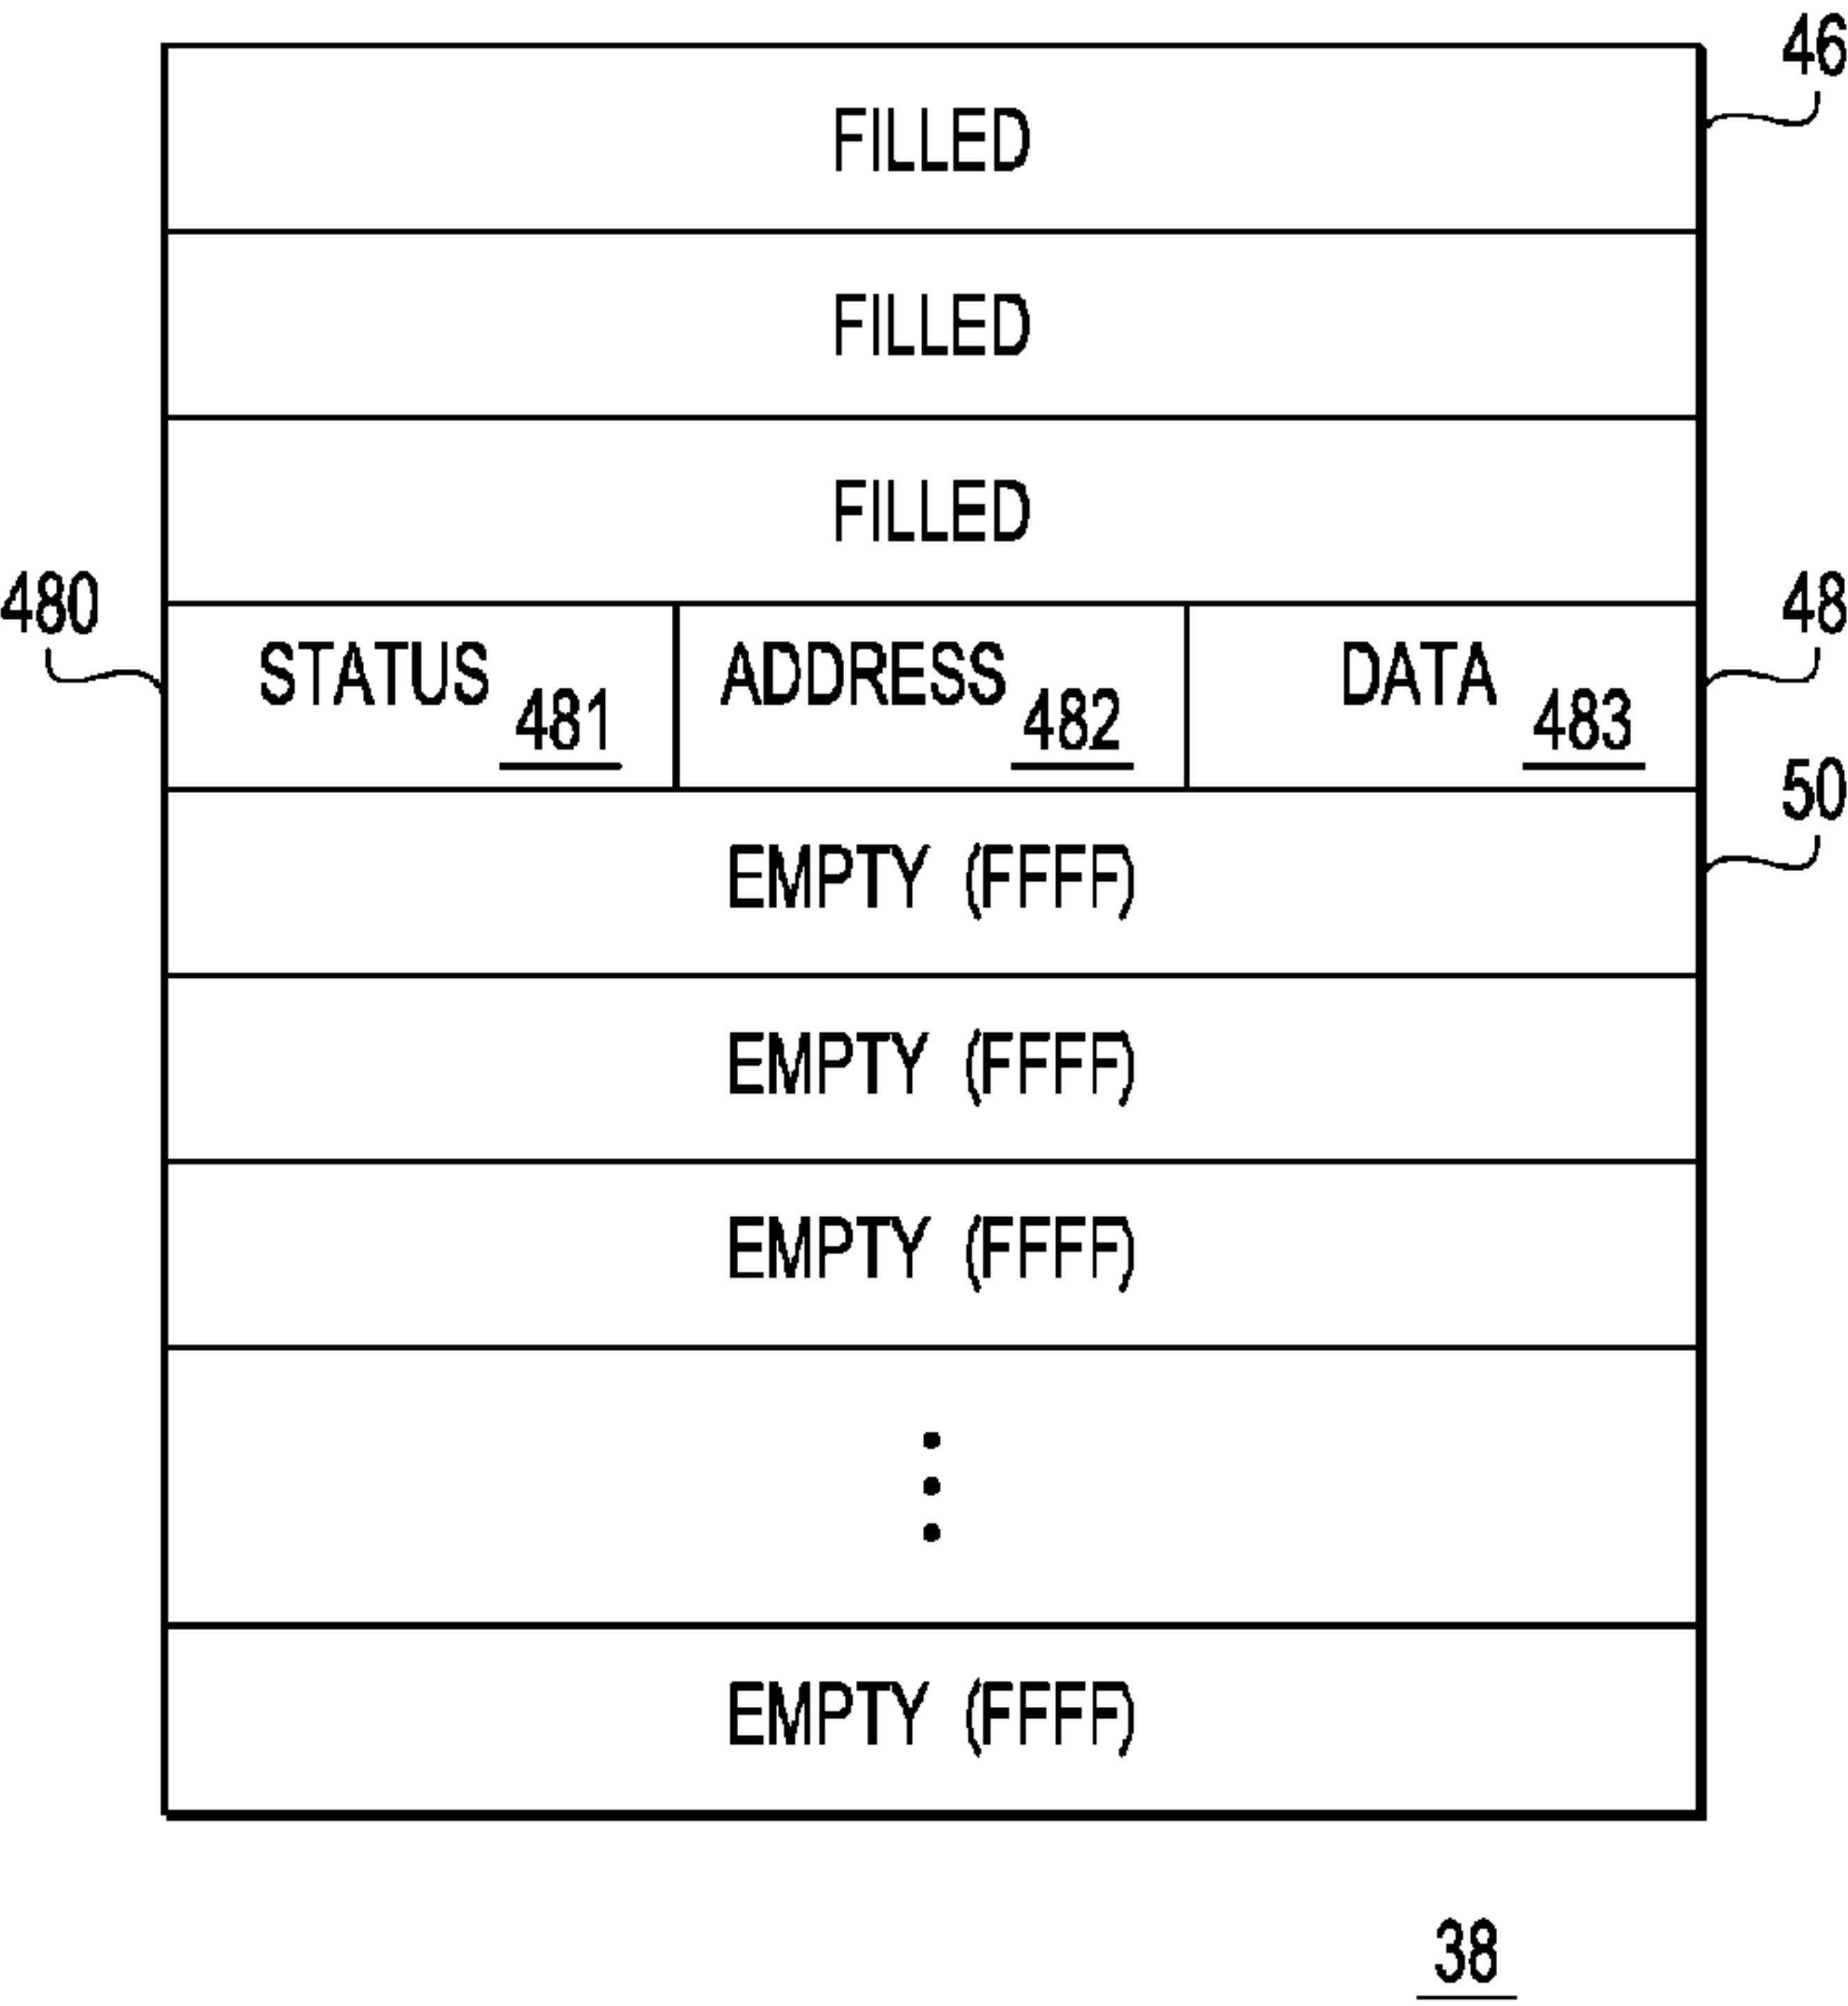 46
FILLED
FILLED
FILLED
480
48
STATUS 481 ADDRESS 482 DATA 483
50
EMPTY (FFFF)
EMPTY (FFFF)
EMPTY (FFFF)
EMPTY (FFFF)
38